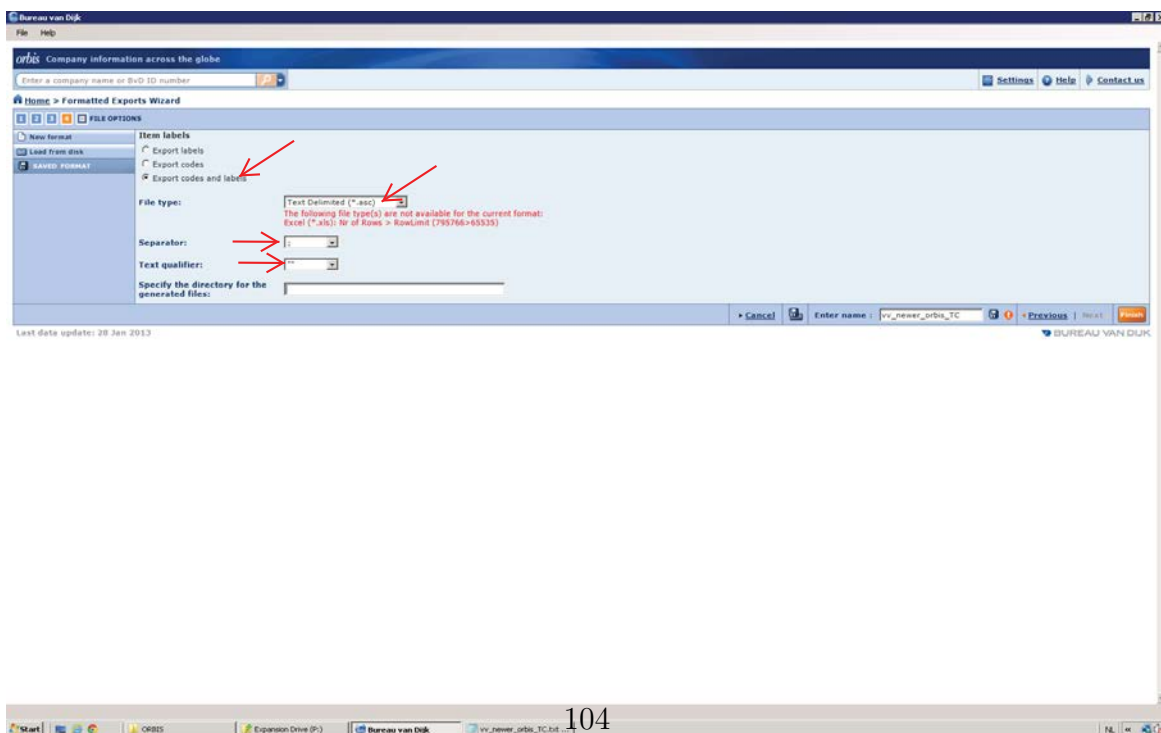 Bureau van Dijk
File Help
orbis Company information across the globe
Enter a company name or BvD ID number
Settings Help Contact us
Home > Formatted Exports Wizard
1 2 3 4 FILE OPTIONS
New format
Load from disk
SAVED FORMAT
Item labels
Export labels
Export codes
Export codes and labels
File type: Text Delimited (*.asc)
The following file type(s) are not available for the current format:
Excel (*.xls): Nr of Rows > RowLimit (795766>65535)
Separator: ;
Text qualifier: ""
Specify the directory for the
generated files:
Cancel Enter name : vv_newer_orbis_TC Previous | Next Finish
Last data update: 28 Jan 2013
BUREAU VAN DIJK
104
Start ORBIS Expansion Drive (P:) Bureau van Dijk vv_newer_orbis_TC.txt ... NL «